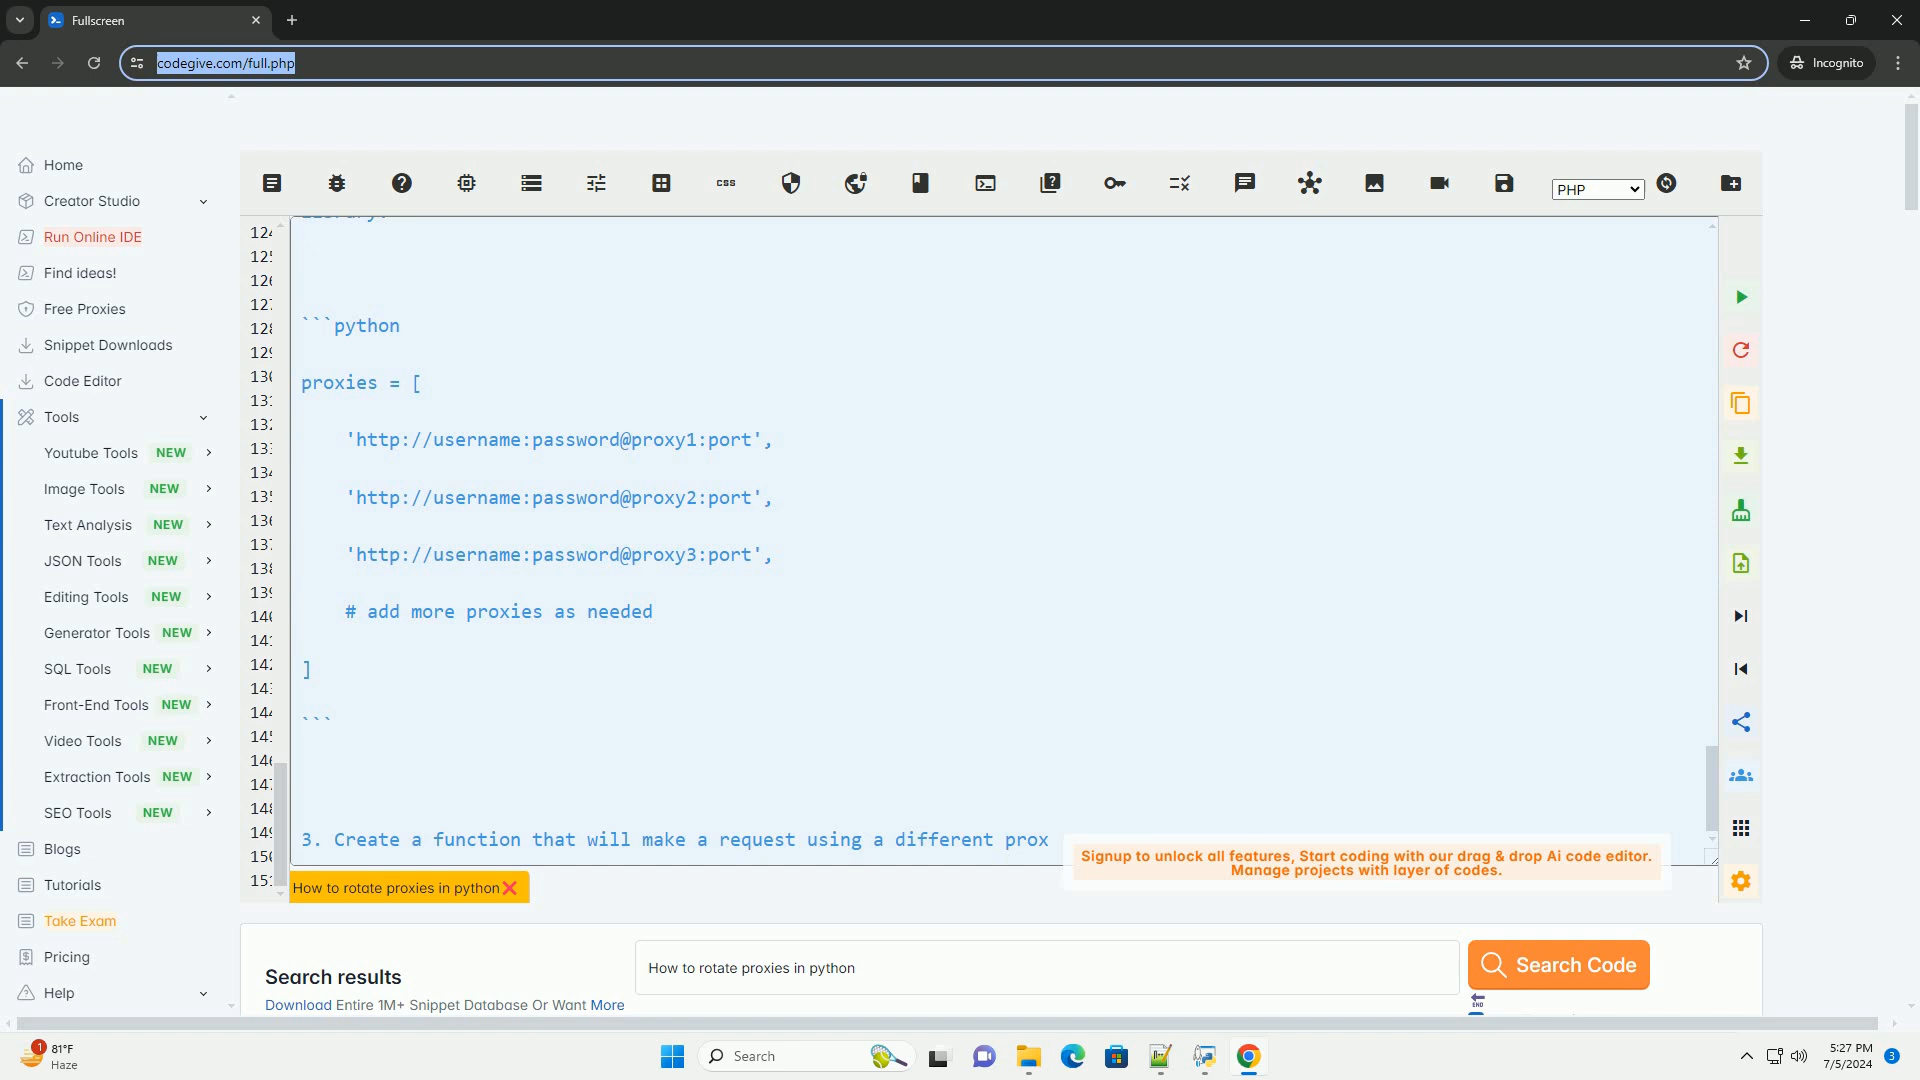 Fullscreen
codegive.com/full.php
Incognito
Home
Creator Studio
Run Online IDE
Find ideas!
Free Proxies
Snippet Downloads
Code Editor
Tools
Youtube Tools NEW
Image Tools NEW
Text Analysis NEW
JSON Tools NEW
Editing Tools NEW
Generator Tools NEW
SQL Tools NEW
Front-End Tools NEW
Video Tools NEW
Extraction Tools NEW
SEO Tools NEW
Blogs
Tutorials
Take Exam
Pricing
Help
css
PHP
```python
proxies = [
'http://username:password@proxy1:port',
'http://username:password@proxy2:port',
'http://username:password@proxy3:port',
# add more proxies as needed
]
```
3. Create a function that will make a request using a different prox
Signup to unlock all features, Start coding with our drag & drop Ai code editor.
Manage projects with layer of codes.
How to rotate proxies in python
Search results
Download Entire 1M+ Snippet Database Or Want More
How to rotate proxies in python
Search Code
END
1
81°F
Haze
Search
5:27 PM
7/5/2024
3